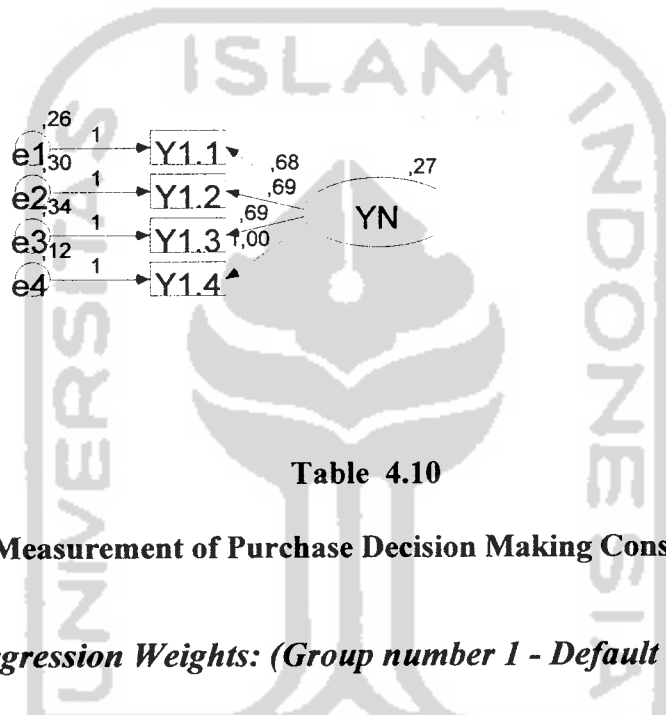 ISLAM
UNIVERSITAS
INDONESIA
,26
e1 1 Y1.1 ,68
,30
e2 1 Y1.2 ,69
,34
e3 1 Y1.3 ,69
,12
e4 1 Y1.4 1,00
YN ,27
Table 4.10
Measurement of Purchase Decision Making Cons
gression Weights: (Group number 1 - Default